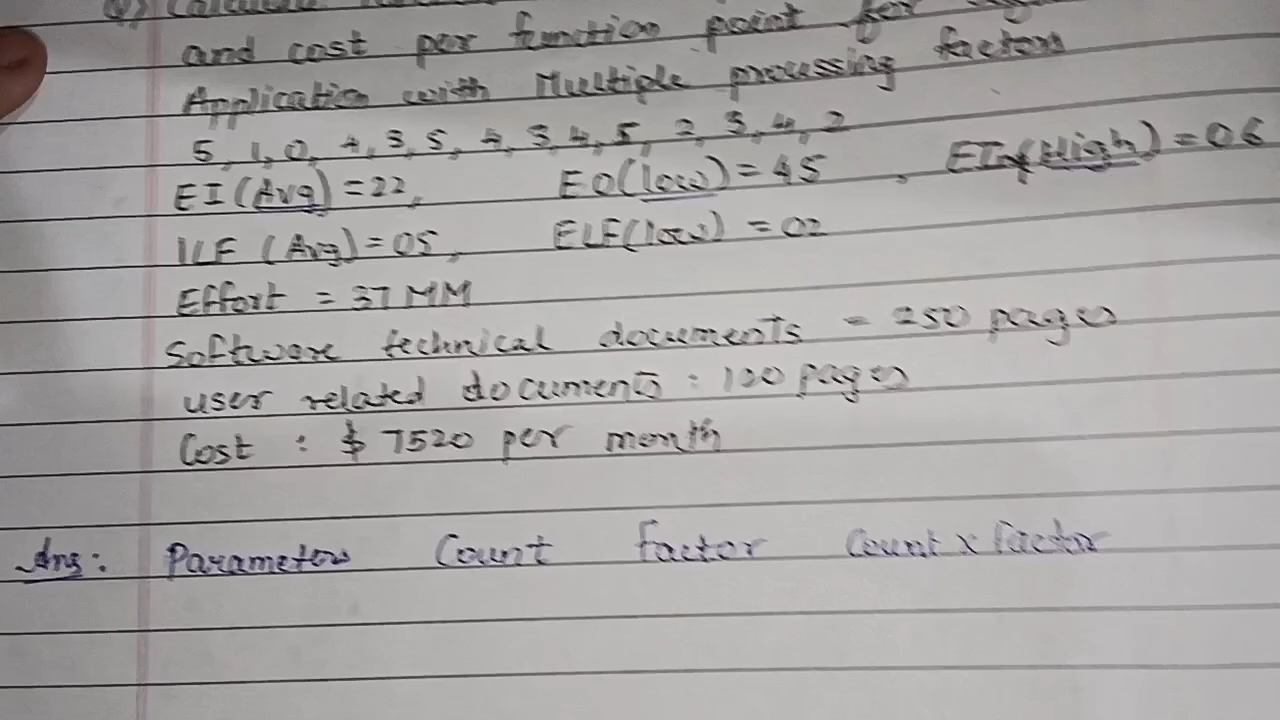 and cost per function point for
Application with Multiple processing factors
5, 1, 0, 4, 3, 5, 4, 3, 4, 5, 2, 3, 4, 2
EI (Avg) = 22, EO(low) = 45, EInq(High) = 06
ILF (Avg) = 05, ELF(low) = 02
Effort = 37 MM
Software technical documents = 250 pages
user related documents : 120 pages
Cost : $ 7520 per month
Ans: Parameters Count factor Count x factor